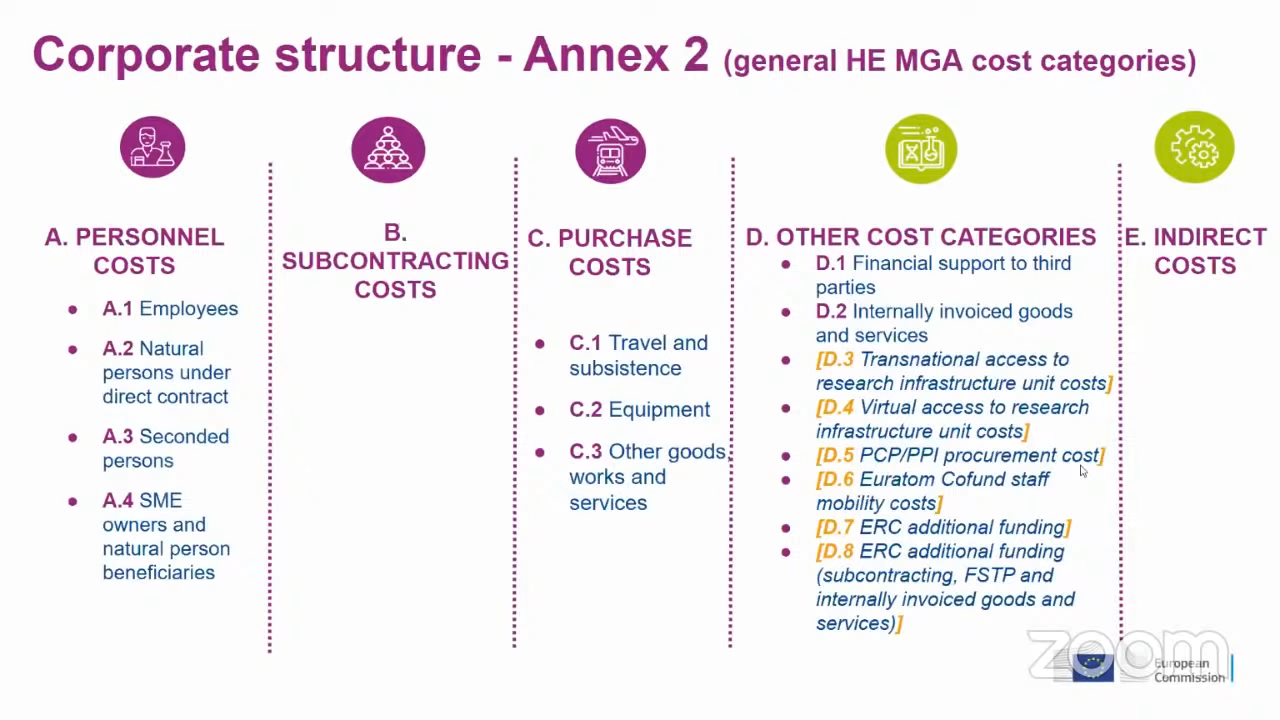 Corporate structure - Annex 2 (general HE MGA cost categories)
A. PERSONNEL
COSTS
● A.1 Employees
● A.2 Natural
persons under
direct contract
● A.3 Seconded
persons
● A.4 SME
owners and
natural person
beneficiaries
B.
SUBCONTRACTING
COSTS
C. PURCHASE
COSTS
● C.1 Travel and
subsistence
● C.2 Equipment
● C.3 Other goods,
works and
services
D. OTHER COST CATEGORIES
● D.1 Financial support to third
parties
● D.2 Internally invoiced goods
and services
● [D.3 Transnational access to
research infrastructure unit costs]
● [D.4 Virtual access to research
infrastructure unit costs]
● [D.5 PCP/PPI procurement cost]
● [D.6 Euratom Cofund staff
mobility costs]
● [D.7 ERC additional funding]
● [D.8 ERC additional funding
(subcontracting, FSTP and
internally invoiced goods and
services)]
E. INDIRECT
COSTS
zoom
European
Commission